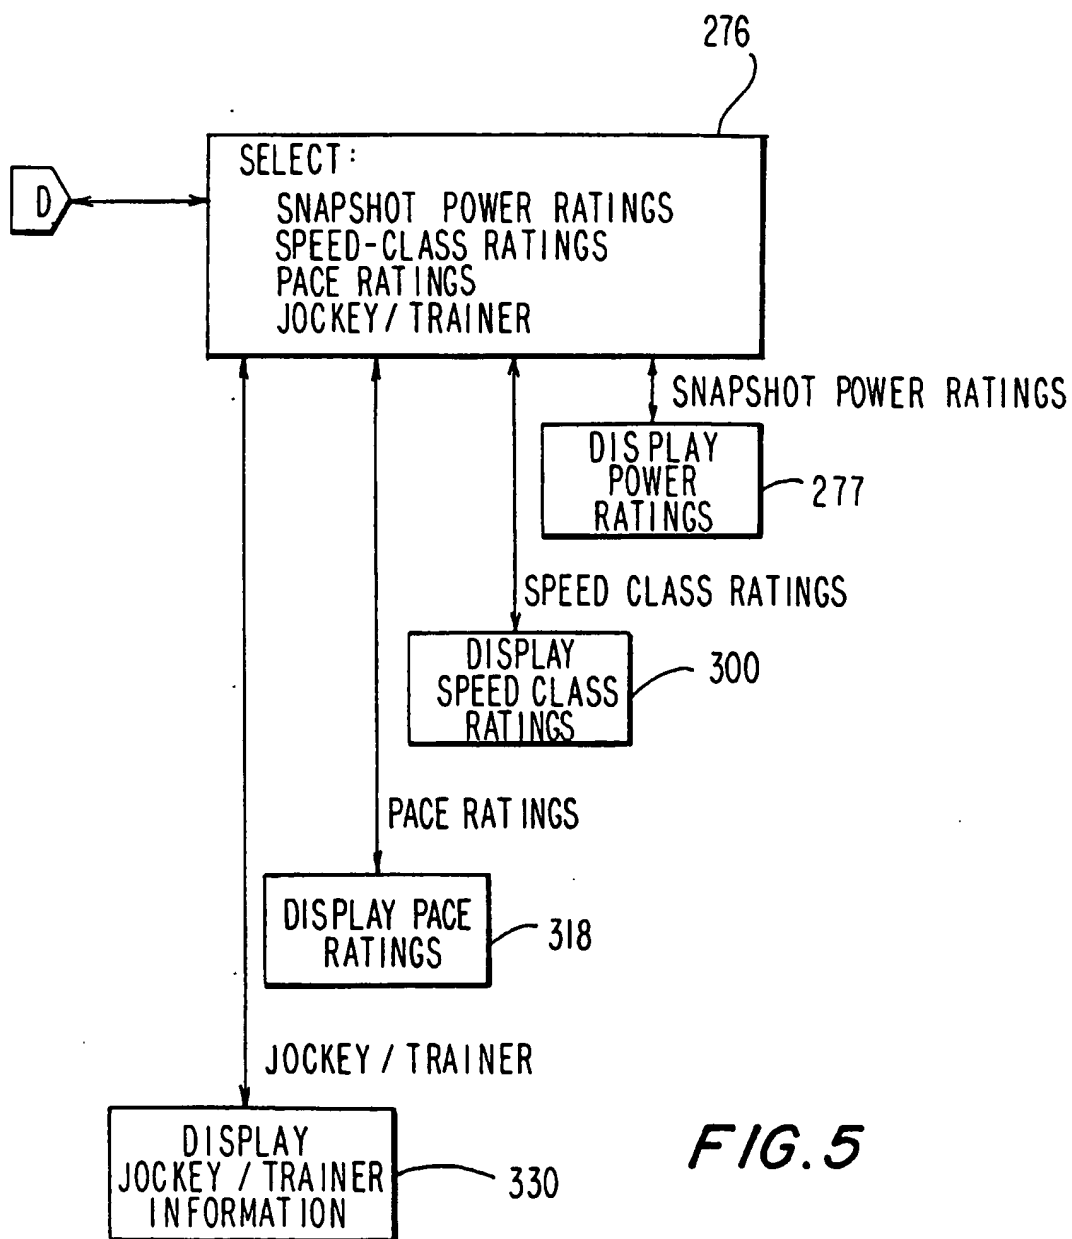 276
SELECT:
D
SNAPSHOT POWER RATINGS
SPEED-CLASS RATINGS
PACE RATINGS
JOCKEY/TRAINER
SNAPSHOT POWER RATINGS
DISPLAY
POWER
RATINGS
277
SPEED CLASS RATINGS
DISPLAY
SPEED CLASS
RATINGS
300
PACE RATINGS
DISPLAY PACE
RATINGS
318
JOCKEY / TRAINER
DISPLAY
JOCKEY / TRAINER
INFORMATION
330
FIG. 5